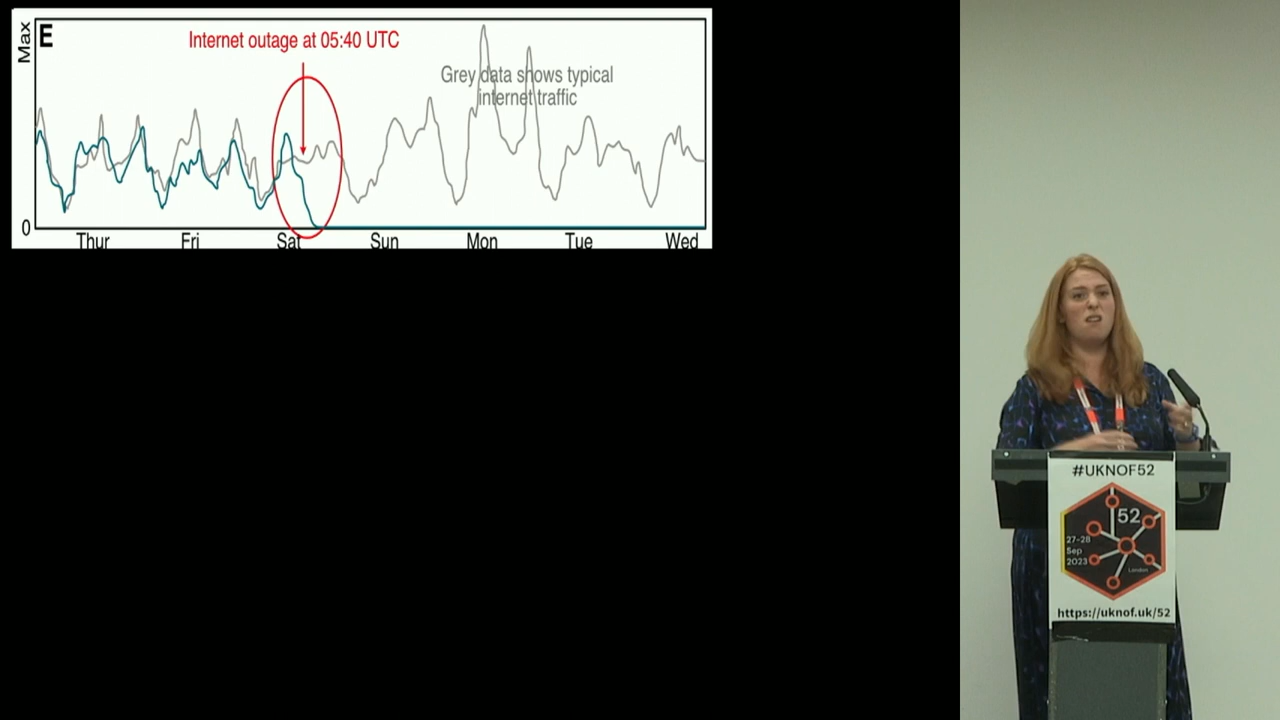 Max
E
Internet outage at 05:40 UTC
Grey data shows typical
internet traffic
0
Thur Fri Sat Sun Mon Tue Wed
#UKNOF52
52
27-28
Sep
2023
London
https://uknof.uk/52